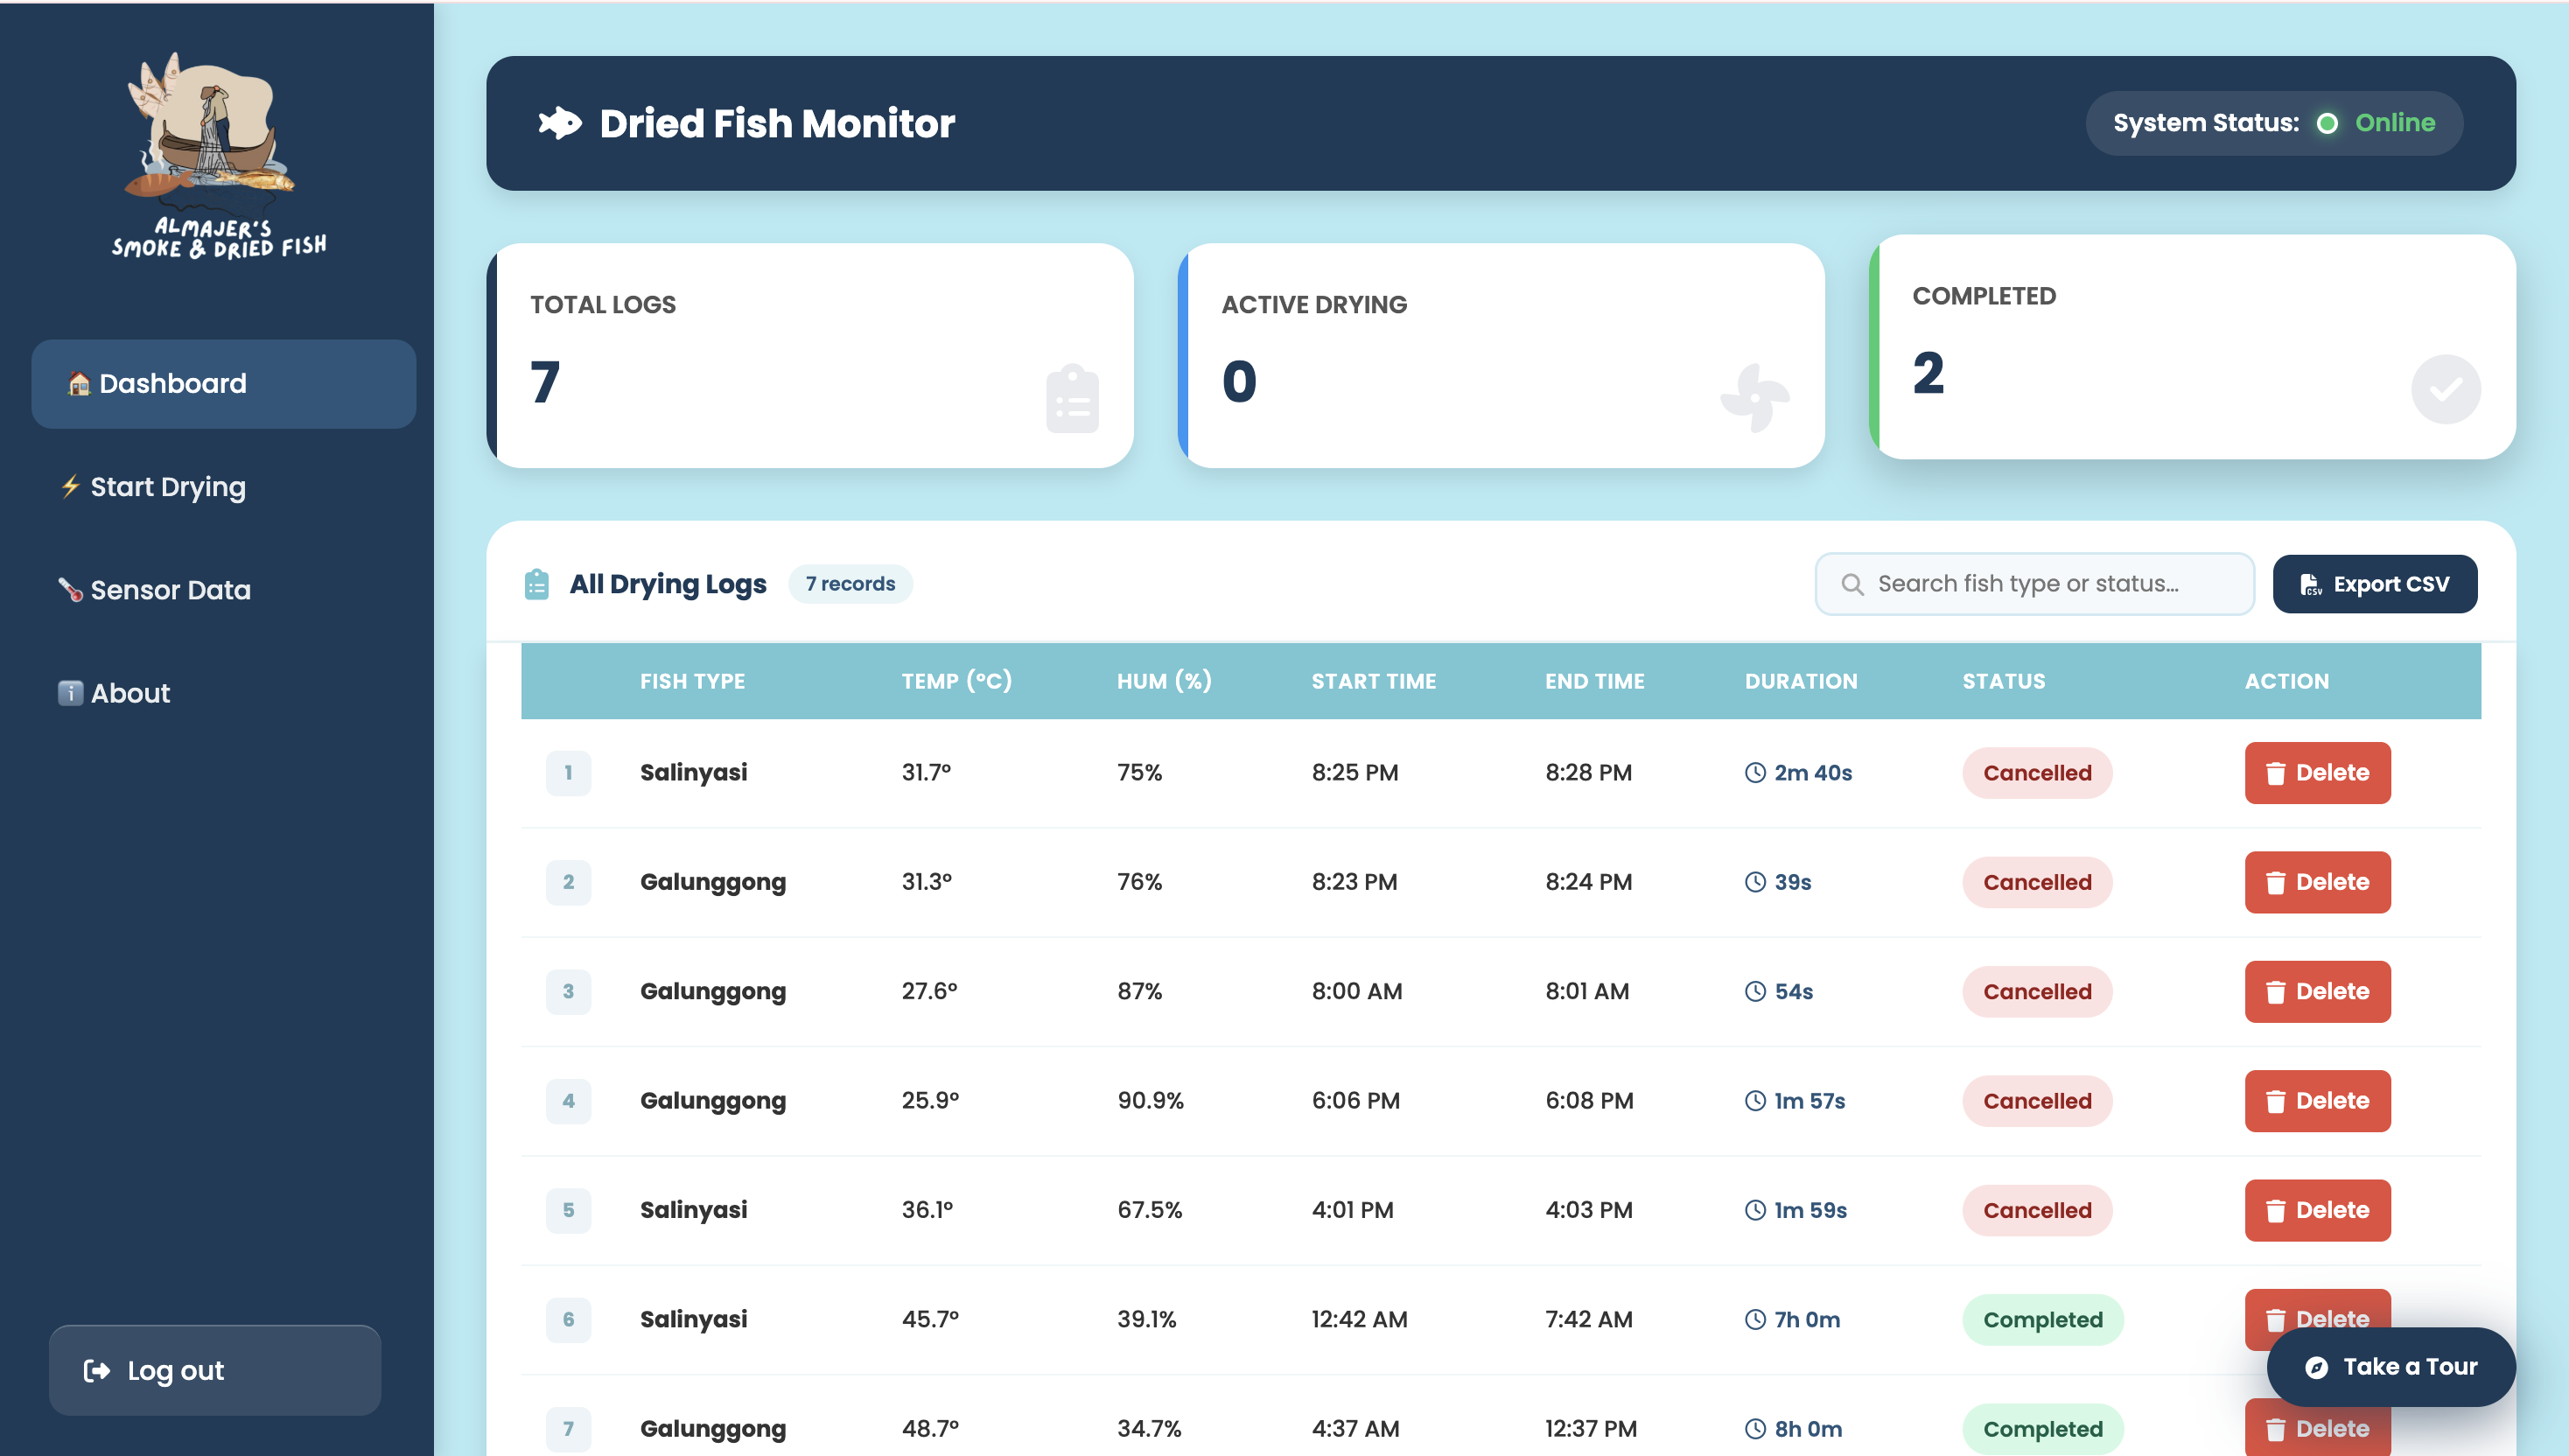 ALMAJER'S
SMOKE & DRIED FISH
Dashboard
Start Drying
Sensor Data
About
Log out
Dried Fish Monitor
System Status: Online
TOTAL LOGS
7
ACTIVE DRYING
0
COMPLETED
2
All Drying Logs 7 records
Search fish type or status...
Export CSV
FISH TYPE TEMP (°C) HUM (%) START TIME END TIME DURATION STATUS ACTION
1 Salinyasi 31.7° 75% 8:25 PM 8:28 PM 2m 40s Cancelled Delete
2 Galunggong 31.3° 76% 8:23 PM 8:24 PM 39s Cancelled Delete
3 Galunggong 27.6° 87% 8:00 AM 8:01 AM 54s Cancelled Delete
4 Galunggong 25.9° 90.9% 6:06 PM 6:08 PM 1m 57s Cancelled Delete
5 Salinyasi 36.1° 67.5% 4:01 PM 4:03 PM 1m 59s Cancelled Delete
6 Salinyasi 45.7° 39.1% 12:42 AM 7:42 AM 7h 0m Completed Delete
7 Galunggong 48.7° 34.7% 4:37 AM 12:37 PM 8h 0m Completed Delete
Take a Tour